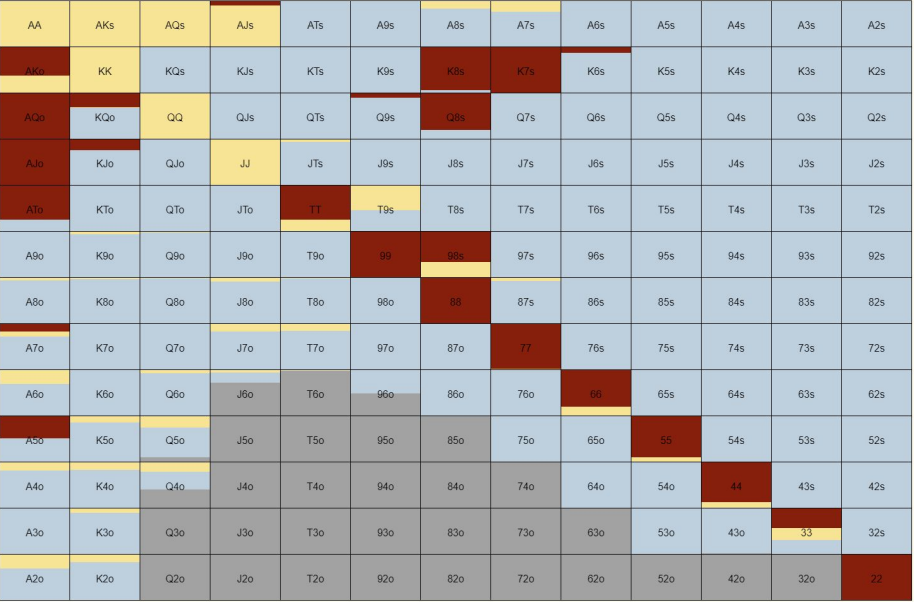 AA AKs AQs AJs ATs A9s A8s A7s A6s A5s A4s A3s A2s
AKo KK KQs KJs KTs K9s K8s K7s K6s K5s K4s K3s K2s
AQo KQo QQ QJs QTs Q9s Q8s Q7s Q6s Q5s Q4s Q3s Q2s
AJo KJo QJo JJ JTs J9s J8s J7s J6s J5s J4s J3s J2s
ATo KTo QTo JTo TT T9s T8s T7s T6s T5s T4s T3s T2s
A9o K9o Q9o J9o T9o 99 98s 97s 96s 95s 94s 93s 92s
A8o K8o Q8o J8o T8o 98o 88 87s 86s 85s 84s 83s 82s
A7o K7o Q7o J7o T7o 97o 87o 77 76s 75s 74s 73s 72s
A6o K6o Q6o J6o T6o 96o 86o 76o 66 65s 64s 63s 62s
A5o K5o Q5o J5o T5o 95o 85o 75o 65o 55 54s 53s 52s
A4o K4o Q4o J4o T4o 94o 84o 74o 64o 54o 44 43s 42s
A3o K3o Q3o J3o T3o 93o 83o 73o 63o 53o 43o 33 32s
A2o K2o Q2o J2o T2o 92o 82o 72o 62o 52o 42o 32o 22